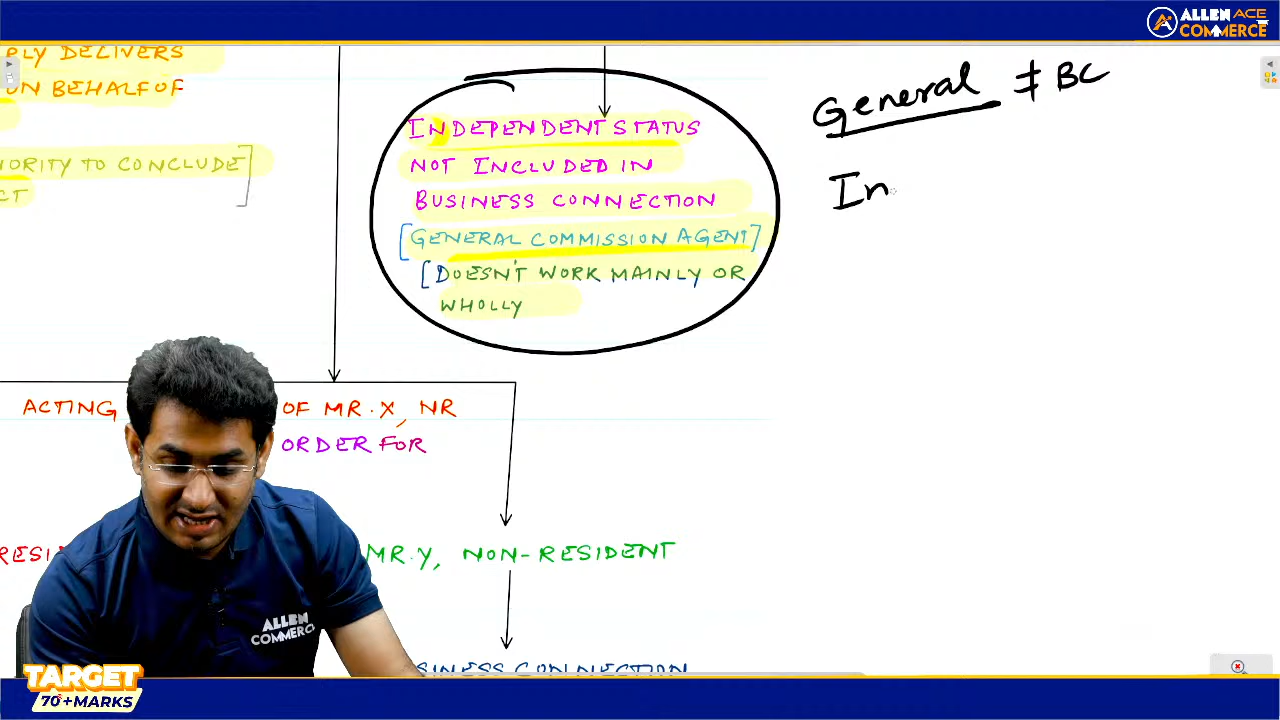 ALLEN ACE
COMMERCE
PLY DELIVERS
ON BEHALF OF
ORITY TO CONCLUDE
CT
INDEPENDENT STATUS
NOT INCLUDED IN
BUSINESS CONNECTION
[GENERAL COMMISSION AGENT]
[DOESN'T WORK MAINLY OR
WHOLLY
General ≠ BC
In
ACTING OF MR. X, NR
ORDER FOR
RESI MR. Y, NON-RESIDENT
SINESS CONNECTION
ALLEN
COMMERCE
TARGET
70+MARKS